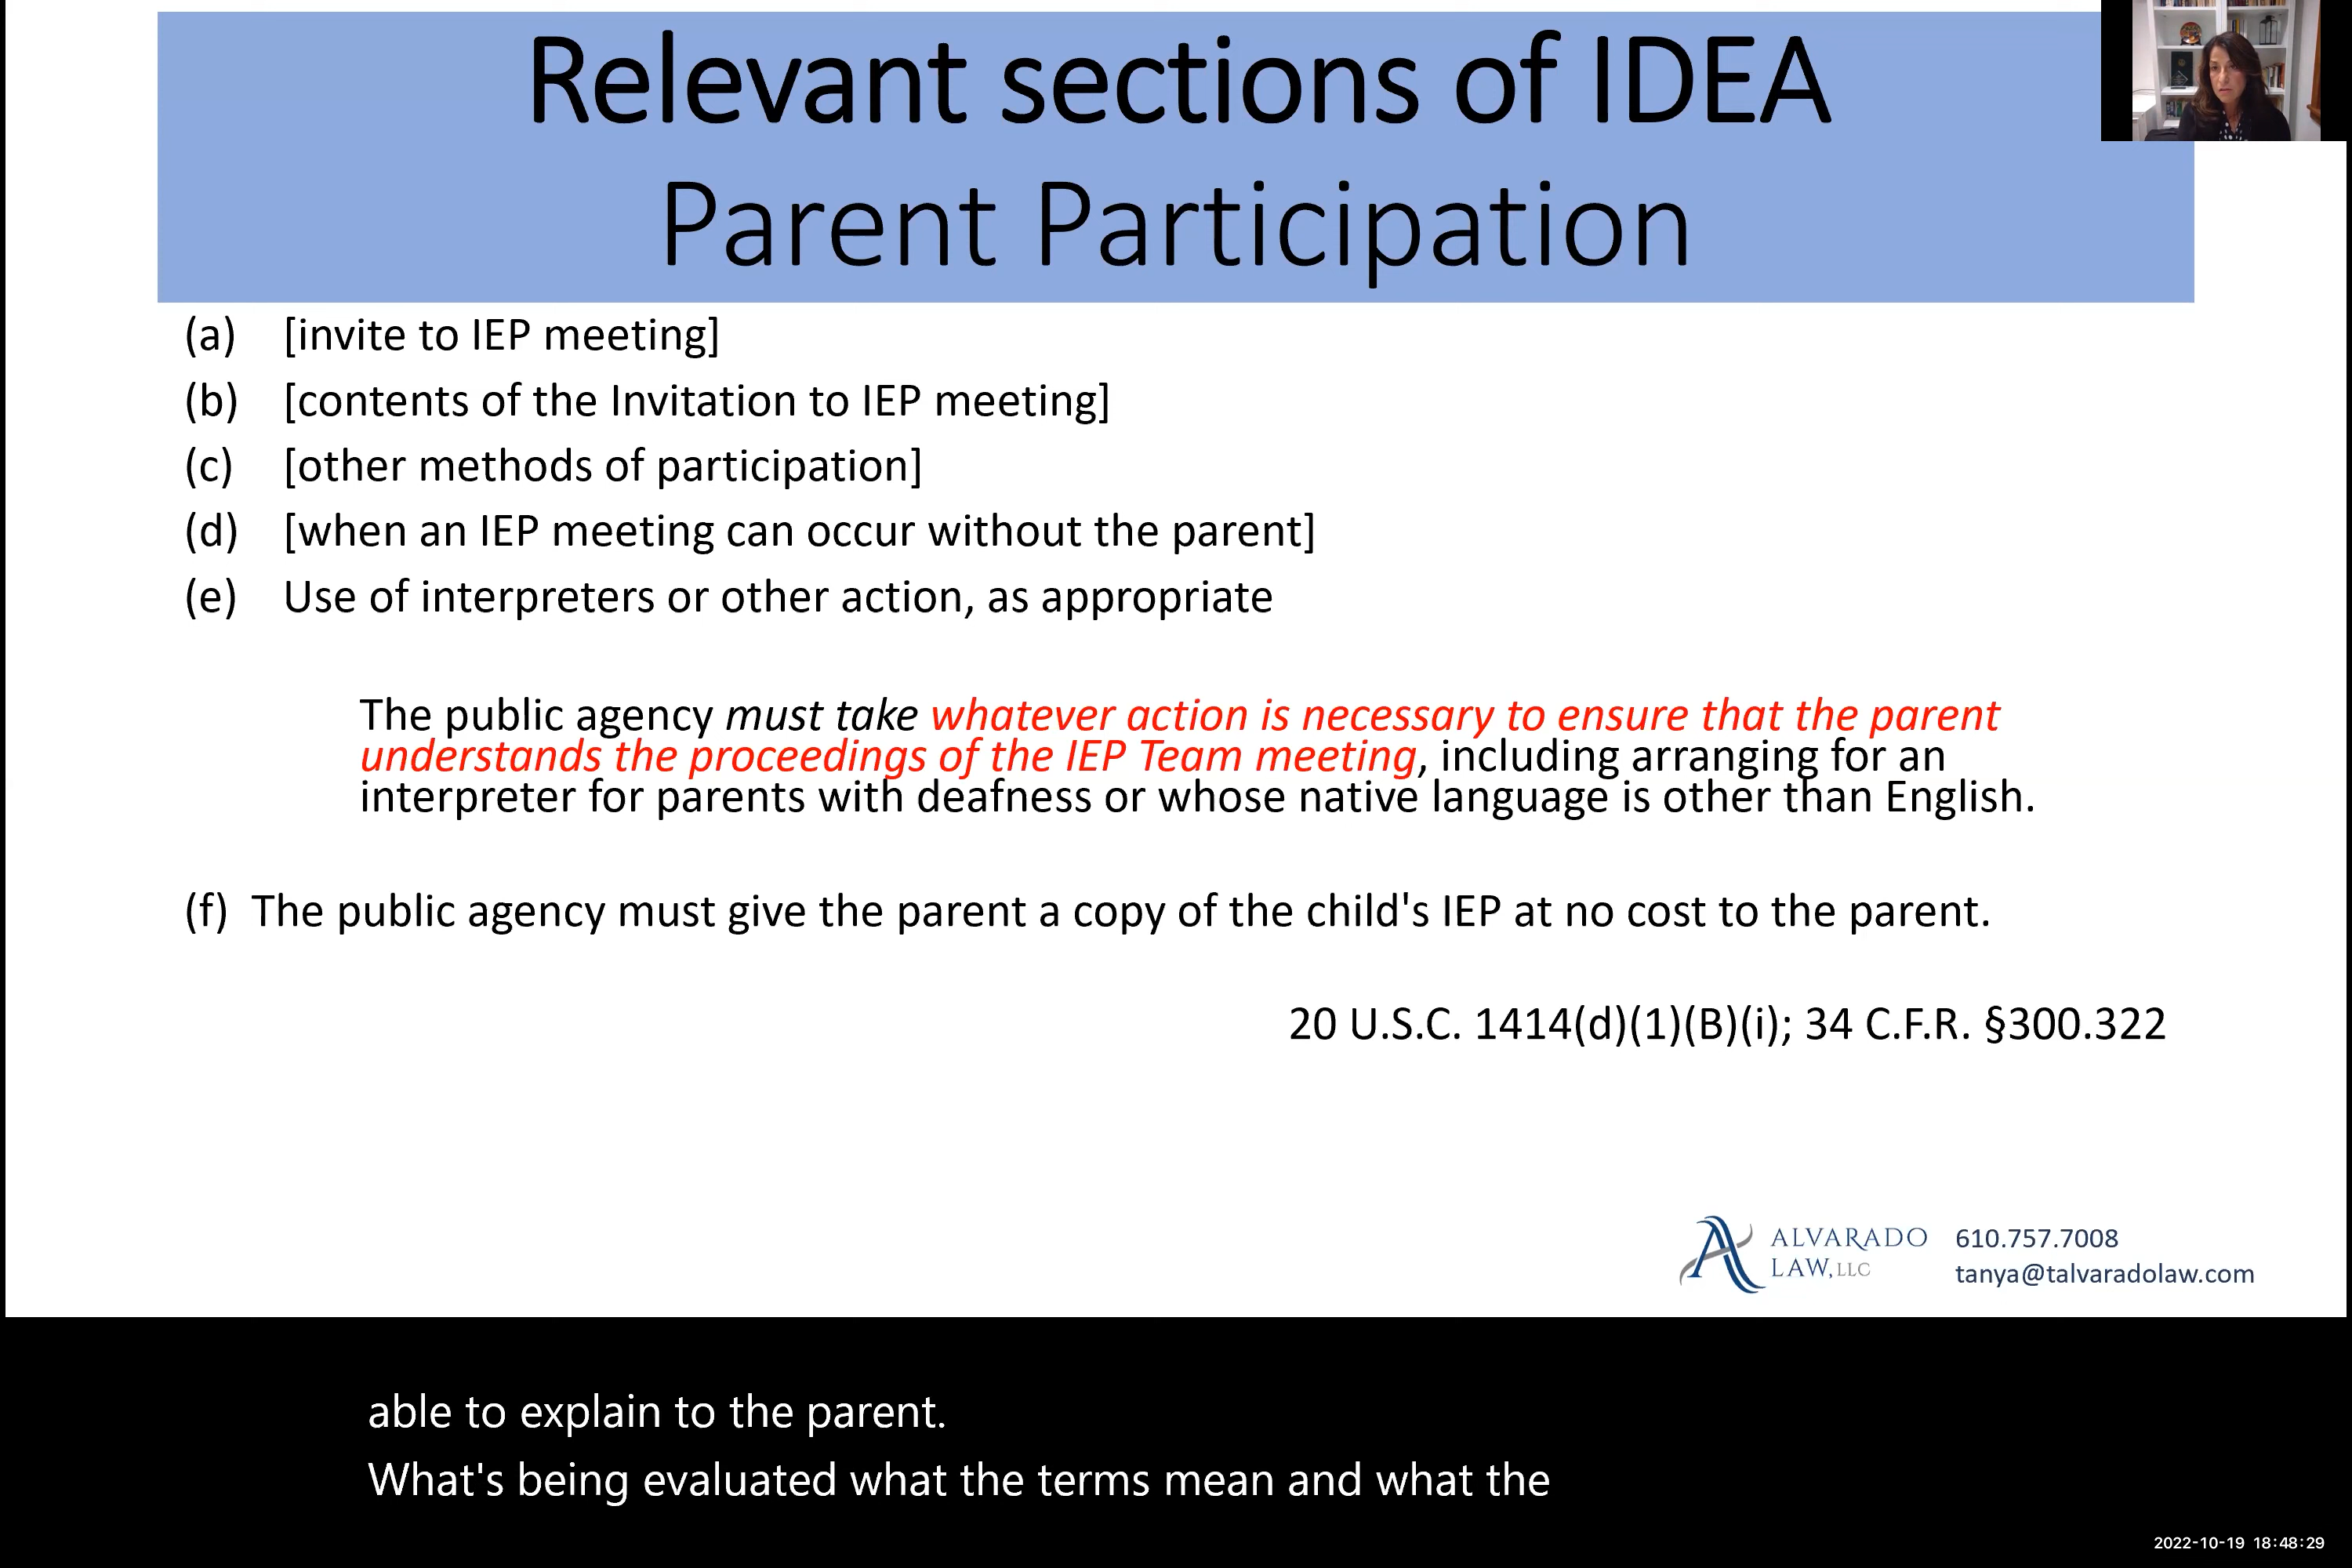 Relevant sections of IDEA
Parent Participation
(a) [invite to IEP meeting]
(b) [contents of the Invitation to IEP meeting]
(c) [other methods of participation]
(d) [when an IEP meeting can occur without the parent]
(e) Use of interpreters or other action, as appropriate
The public agency must take whatever action is necessary to ensure that the parent
understands the proceedings of the IEP Team meeting, including arranging for an
interpreter for parents with deafness or whose native language is other than English.
(f) The public agency must give the parent a copy of the child's IEP at no cost to the parent.
20 U.S.C. 1414(d)(1)(B)(i); 34 C.F.R. §300.322
ALVARADO
LAW, LLC
610.757.7008
tanya@talvaradolaw.com
able to explain to the parent.
What's being evaluated what the terms mean and what the
2022-10-19 18:48:29